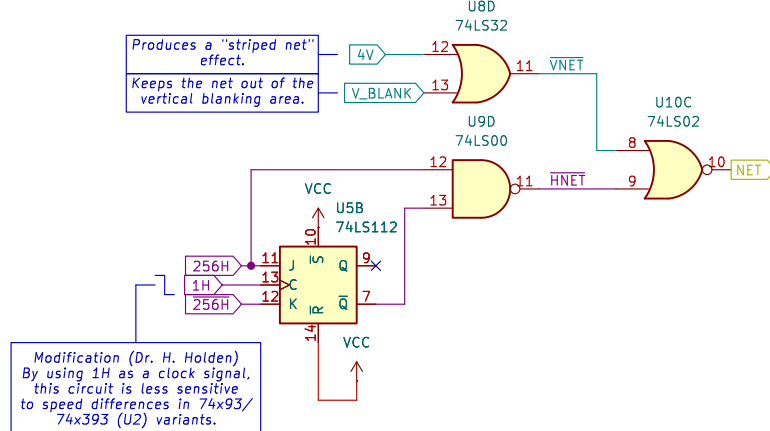 U8D
74LS32
Produces a "striped net"
effect.
4V
12
11
V̅N̅E̅T̅
Keeps the net out of the
vertical blanking area.
V_BLANK
13
U10C
74LS02
U9D
74LS00
8
10
NET
9
12
11
H̅N̅E̅T̅
13
VCC
U5B
74LS112
10
S̅
256H
11
J
Q
9
1H
13
C
2̅5̅6̅H̅
12
K
Q̅
7
R̅
14
VCC
Modification (Dr. H. Holden)
By using 1H as a clock signal,
this circuit is less sensitive
to speed differences in 74x93/
74x393 (U2) variants.